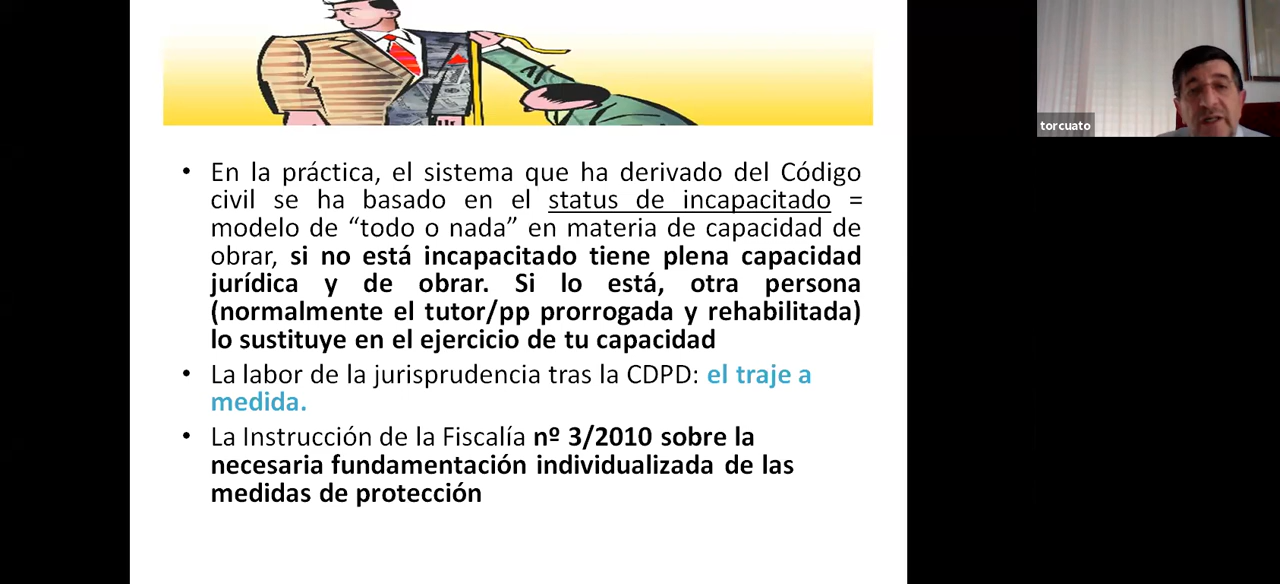 • En la práctica, el sistema que ha derivado del Código
civil se ha basado en el status de incapacitado =
modelo de “todo o nada” en materia de capacidad de
obrar, si no está incapacitado tiene plena capacidad
jurídica y de obrar. Si lo está, otra persona
(normalmente el tutor/pp prorrogada y rehabilitada)
lo sustituye en el ejercicio de tu capacidad
• La labor de la jurisprudencia tras la CDPD: el traje a
medida.
• La Instrucción de la Fiscalía nº 3/2010 sobre la
necesaria fundamentación individualizada de las
medidas de protección
torcuato